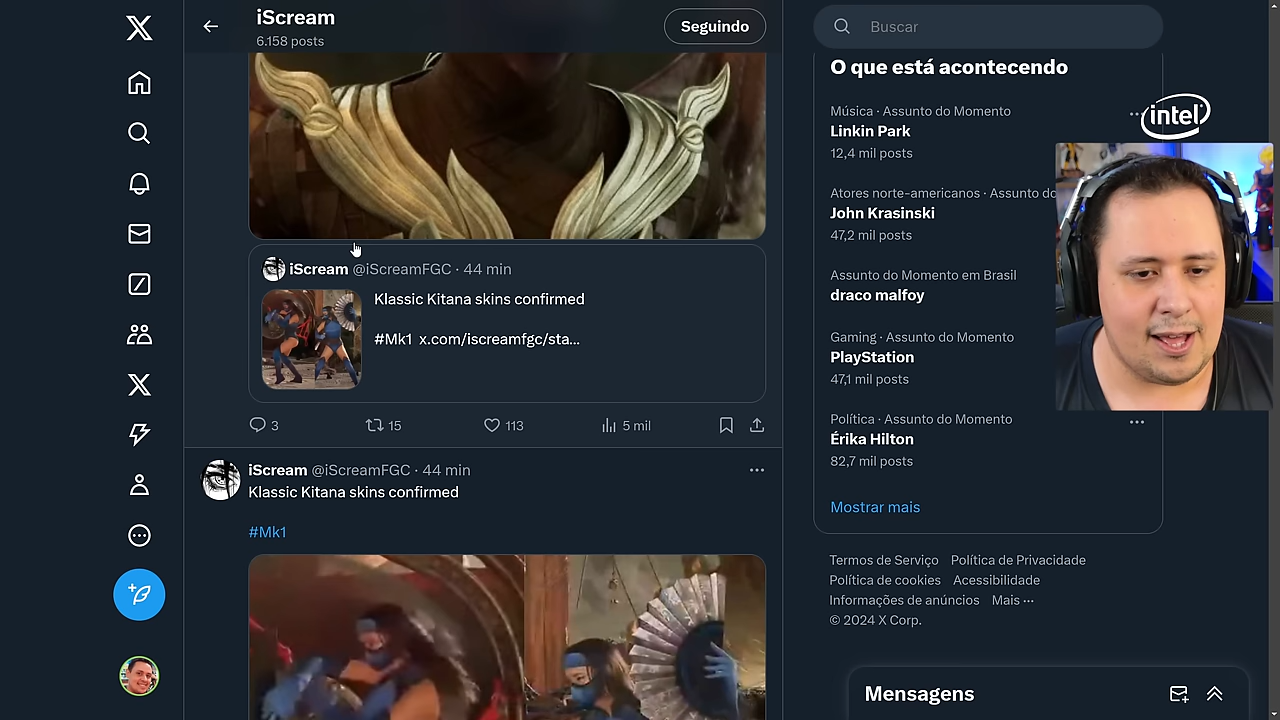 iScream
6.158 posts
Seguindo
iScream @iScreamFGC · 44 min
Klassic Kitana skins confirmed
#Mk1 x.com/iscreamfgc/sta...
3
15
113
5 mil
iScream @iScreamFGC · 44 min
Klassic Kitana skins confirmed
#Mk1
Buscar
O que está acontecendo
Música · Assunto do Momento
Linkin Park
12,4 mil posts
Atores norte-americanos · Assunto do
John Krasinski
47,2 mil posts
Assunto do Momento em Brasil
draco malfoy
Gaming · Assunto do Momento
PlayStation
47,1 mil posts
Política · Assunto do Momento
Érika Hilton
82,7 mil posts
Mostrar mais
Termos de Serviço Política de Privacidade
Política de cookies Acessibilidade
Informações de anúncios Mais ···
© 2024 X Corp.
Mensagens
intel